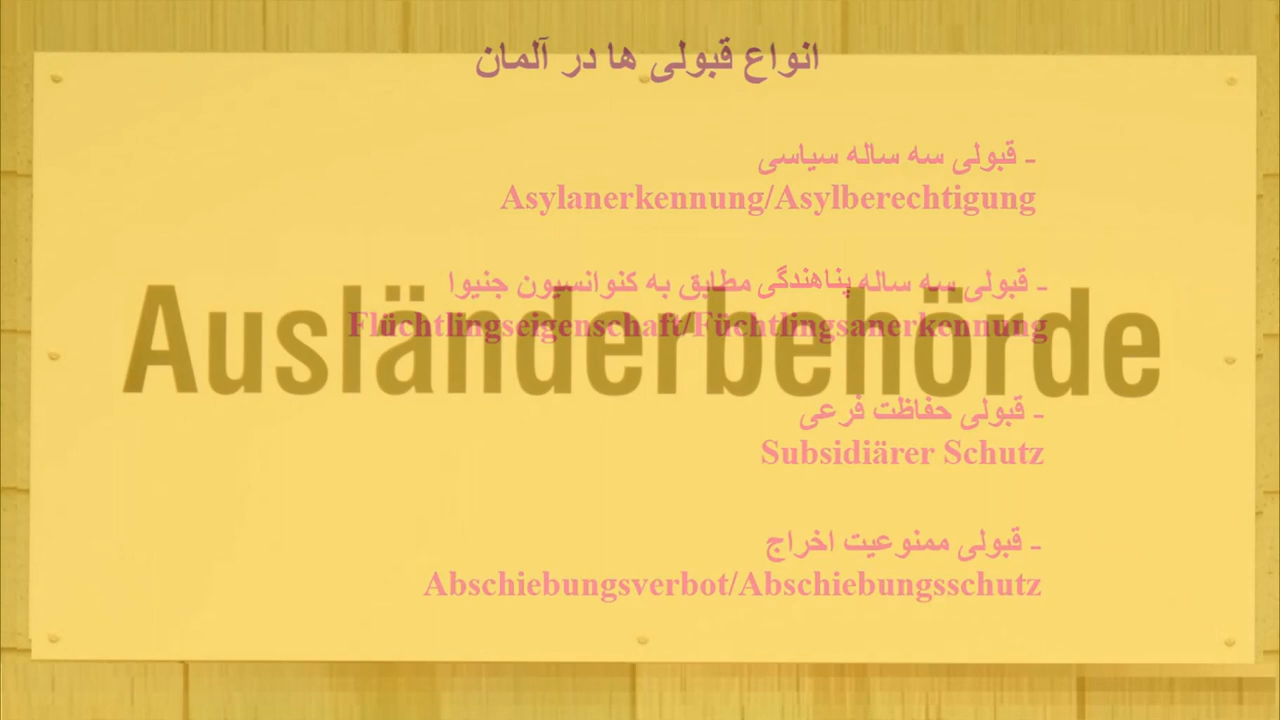 انواع قبولی ها در آلمان
- قبولی سه ساله سیاسی
Asylanerkennung/Asylberechtigung
- قبولی سه ساله پناهندگی مطابق به کنوانسیون جنیوا
Flüchtlingseigenschaft/Füchtlingsanerkennung
Ausländerbehörde
- قبولی حفاظت فرعی
Subsidiärer Schutz
- قبولی ممنوعیت اخراج
Abschiebungsverbot/Abschiebungsschutz